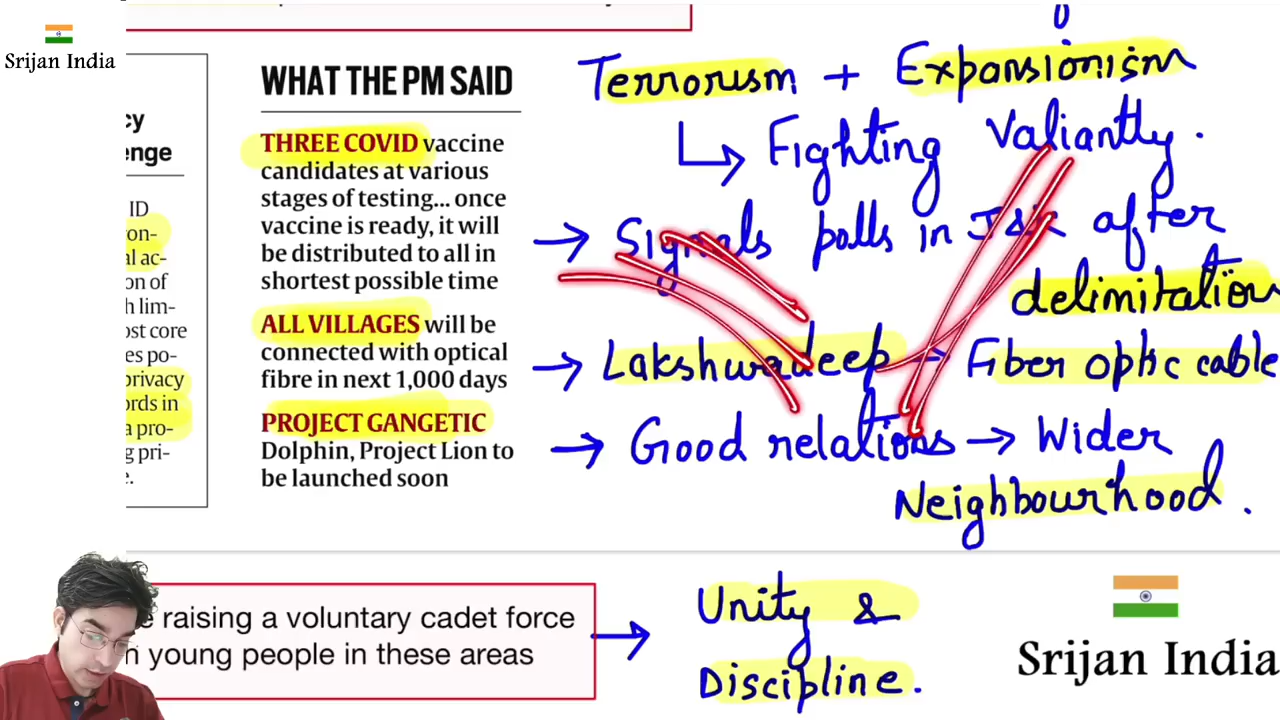 Srijan India
cy
enge
ID
on-
al ac-
on of
h lim-
ost core
es po-
privacy
ords in
a pro-
g pri-
e.
WHAT THE PM SAID
THREE COVID vaccine
candidates at various
stages of testing... once
vaccine is ready, it will
be distributed to all in
shortest possible time
ALL VILLAGES will be
connected with optical
fibre in next 1,000 days
PROJECT GANGETIC
Dolphin, Project Lion to
be launched soon
Terrorism + Expansionism
Fighting Valiantly.
Signals polls in J&K after
delimitation
Lakshwadeep → Fiber optic cable
Good relations → Wider
Neighbourhood.
raising a voluntary cadet force
young people in these areas
Unity &
Discipline.
Srijan India